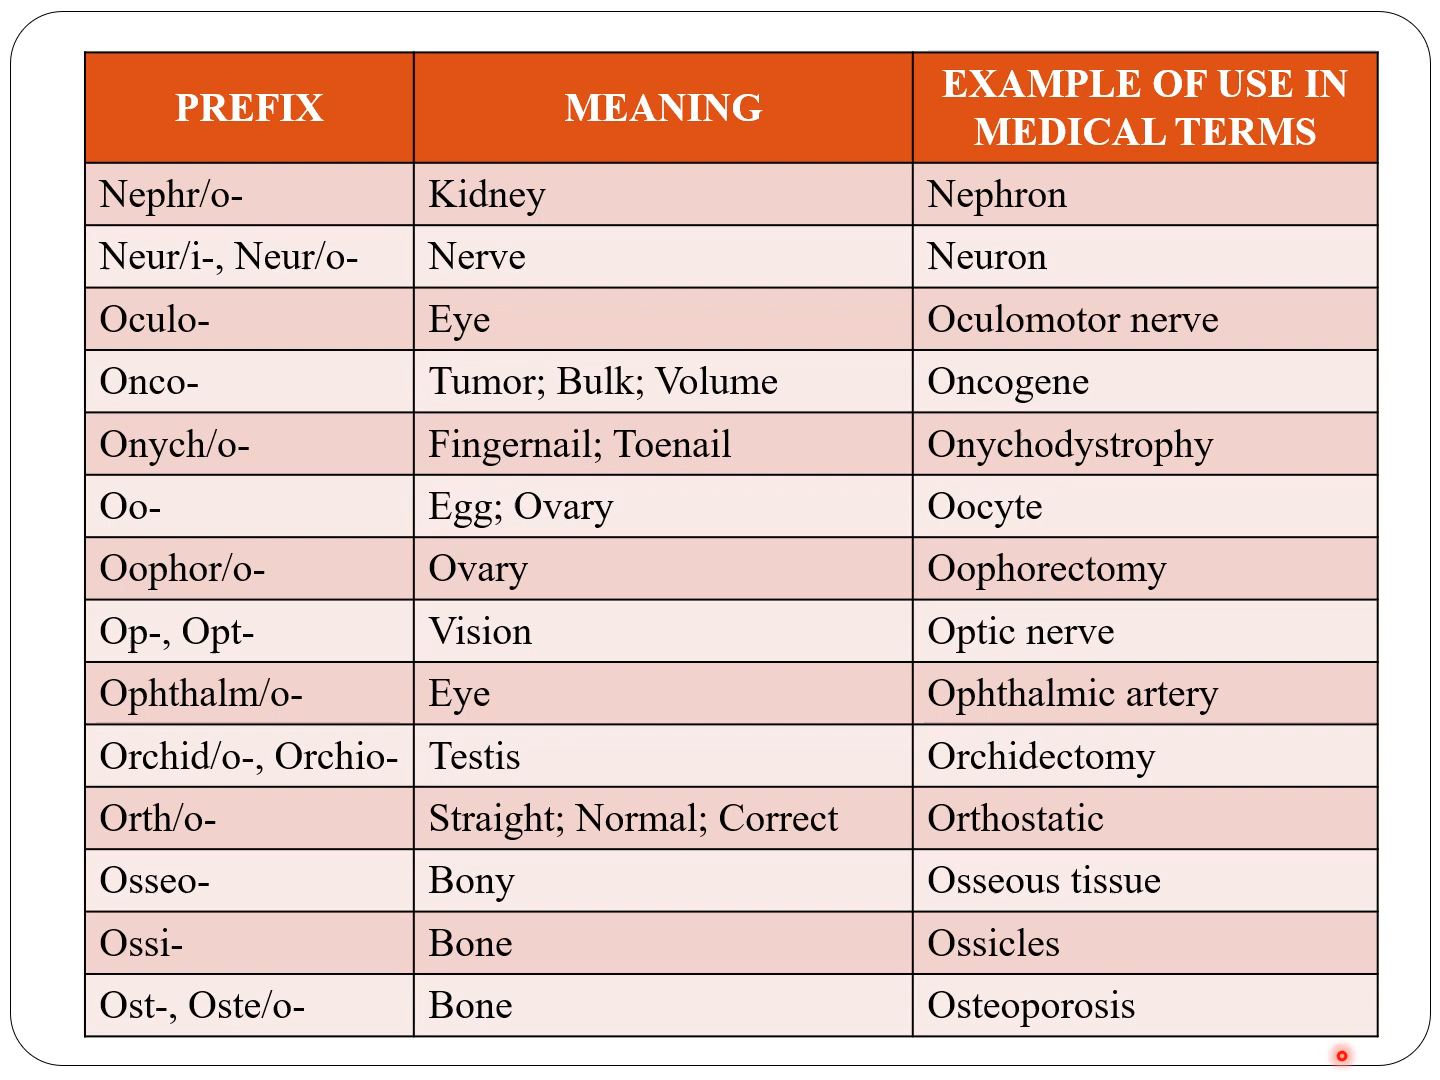 PREFIX MEANING EXAMPLE OF USE IN MEDICAL TERMS
Nephr/o- Kidney Nephron
Neur/i-, Neur/o- Nerve Neuron
Oculo- Eye Oculomotor nerve
Onco- Tumor; Bulk; Volume Oncogene
Onych/o- Fingernail; Toenail Onychodystrophy
Oo- Egg; Ovary Oocyte
Oophor/o- Ovary Oophorectomy
Op-, Opt- Vision Optic nerve
Ophthalm/o- Eye Ophthalmic artery
Orchid/o-, Orchio- Testis Orchidectomy
Orth/o- Straight; Normal; Correct Orthostatic
Osseo- Bony Osseous tissue
Ossi- Bone Ossicles
Ost-, Oste/o- Bone Osteoporosis